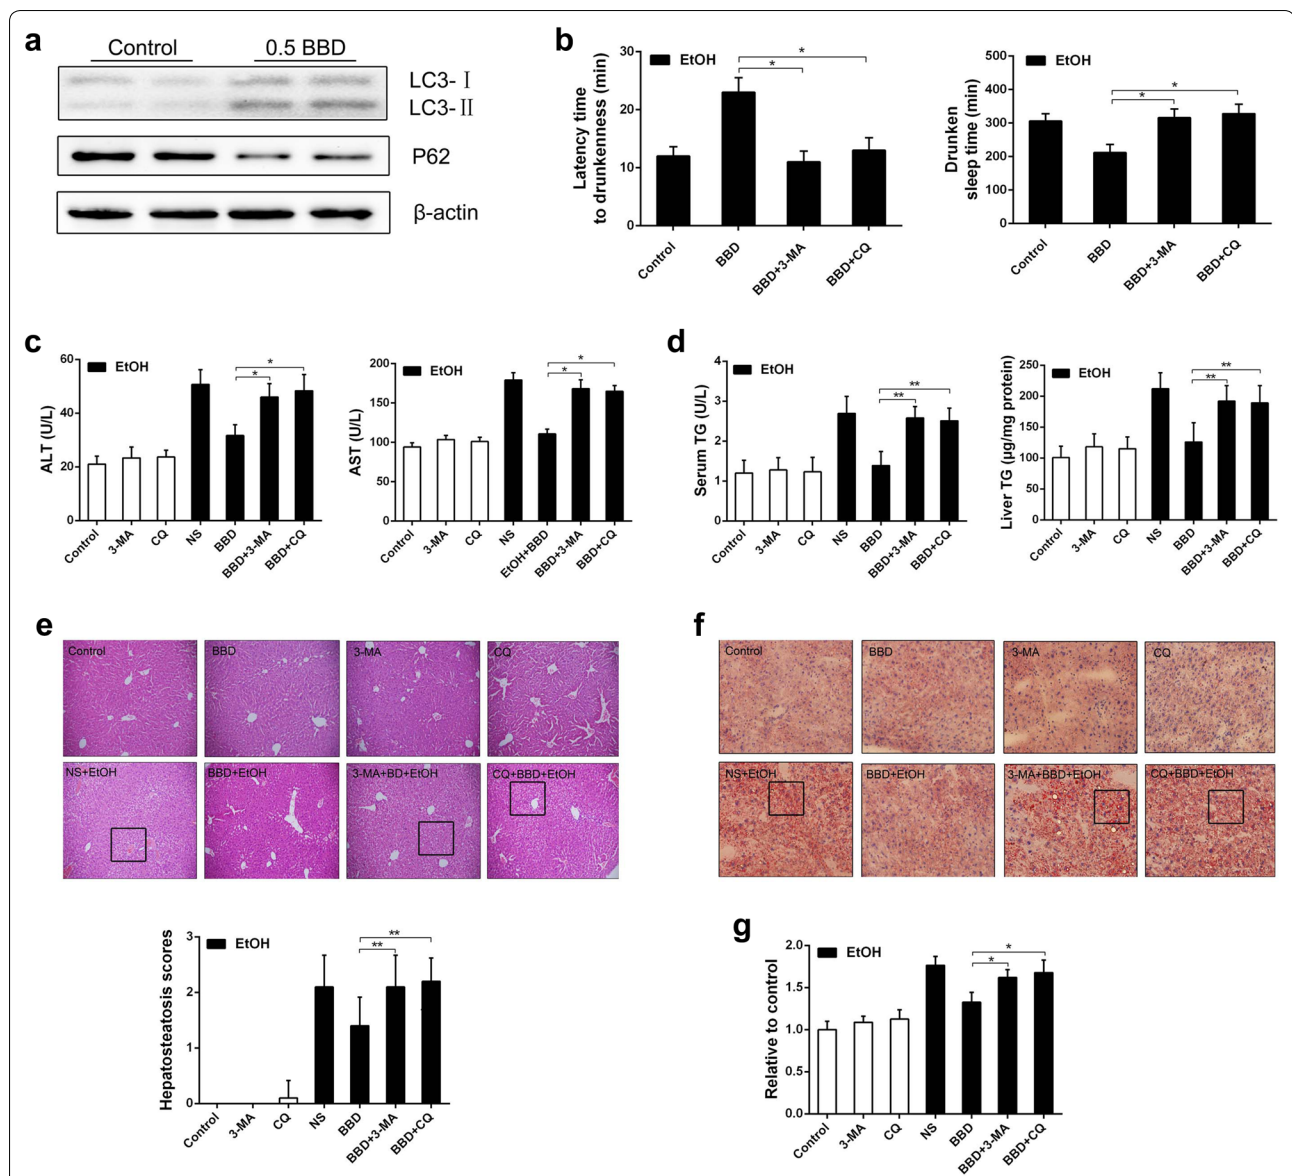 a
Control
0.5 BBD
LC3-Ⅰ
LC3-Ⅱ
P62
β-actin
b
EtOH
Latency time
to drunkenness (min)
30
20
10
0
*
*
Control
BBD
BBD+3-MA
BBD+CQ
EtOH
Drunken
sleep time (min)
500
400
300
200
100
0
*
*
Control
BBD
BBD+3-MA
BBD+CQ
c
EtOH
ALT (U/L)
60
40
20
0
*
*
Control
3-MA
CQ
NS
BBD
BBD+3-MA
BBD+CQ
EtOH
AST (U/L)
200
150
100
50
0
*
*
Control
3-MA
CQ
NS
EtOH+BBD
BBD+3-MA
BBD+CQ
d
EtOH
Serum TG (U/L)
4
3
2
1
0
**
**
Control
3-MA
CQ
NS
BBD
BBD+3-MA
BBD+CQ
EtOH
Liver TG (μg/mg protein)
250
200
150
100
50
0
**
**
Control
3-MA
CQ
NS
BBD
BBD+3-MA
BBD+CQ
e
Control
BBD
3-MA
CQ
NS+EtOH
BBD+EtOH
3-MA+BD+EtOH
CQ+BBD+EtOH
EtOH
Hepatosteatosis scores
3
2
1
0
**
**
Control
3-MA
CQ
NS
BBD
BBD+3-MA
BBD+CQ
f
Control
BBD
3-MA
CQ
NS+EtOH
BBD+EtOH
3-MA+BBD+EtOH
CQ+BBD+EtOH
g
EtOH
Relative to control
2.0
1.5
1.0
0.5
0.0
*
*
Control
3-MA
CQ
NS
BBD
BBD+3-MA
BBD+CQ